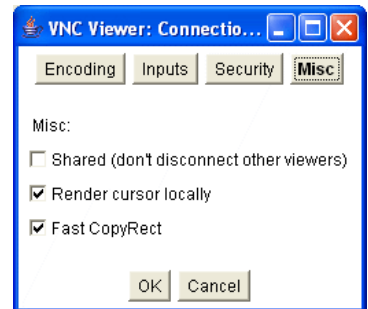 VNC Viewer: Connectio...
Encoding Inputs Security Misc
Misc:
Shared (don't disconnect other viewers)
Render cursor locally
Fast CopyRect
OK Cancel